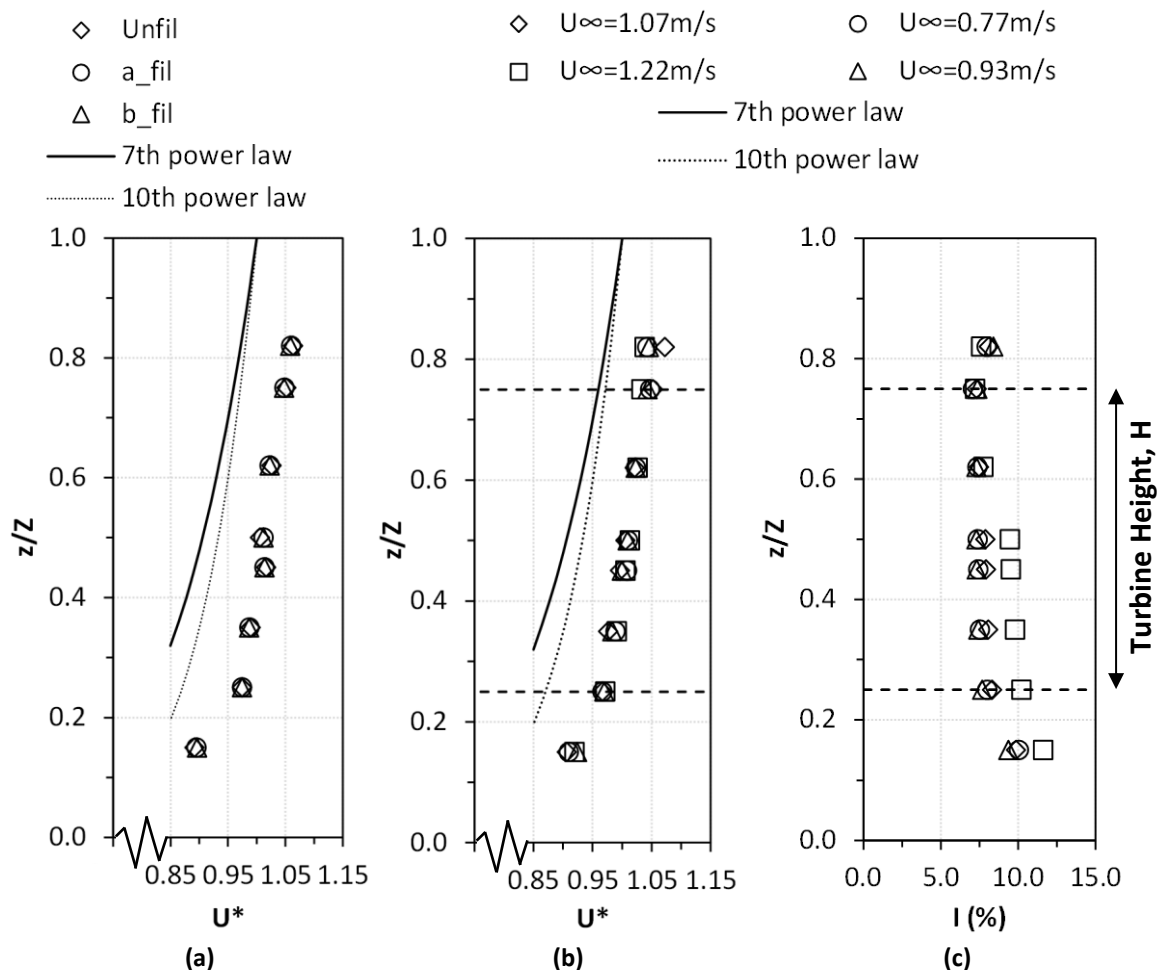 Unfil
a_fil
b_fil
7th power law
10th power law
U∞=1.07m/s
U∞=0.77m/s
U∞=1.22m/s
U∞=0.93m/s
7th power law
10th power law
1.0
0.8
0.6
0.4
0.2
0.0
z/Z
0.85 0.95 1.05 1.15
U*
(a)
1.0
0.8
0.6
0.4
0.2
0.0
z/Z
0.85 0.95 1.05 1.15
U*
(b)
1.0
0.8
0.6
0.4
0.2
0.0
z/Z
0.0 5.0 10.0 15.0
I (%)
(c)
Turbine Height, H